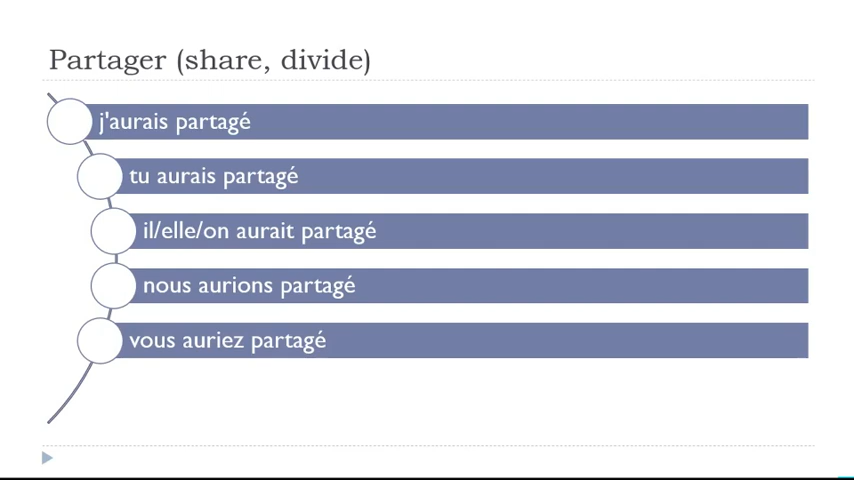 Partager (share, divide)
j'aurais partagé
tu aurais partagé
il/elle/on aurait partagé
nous aurions partagé
vous auriez partagé